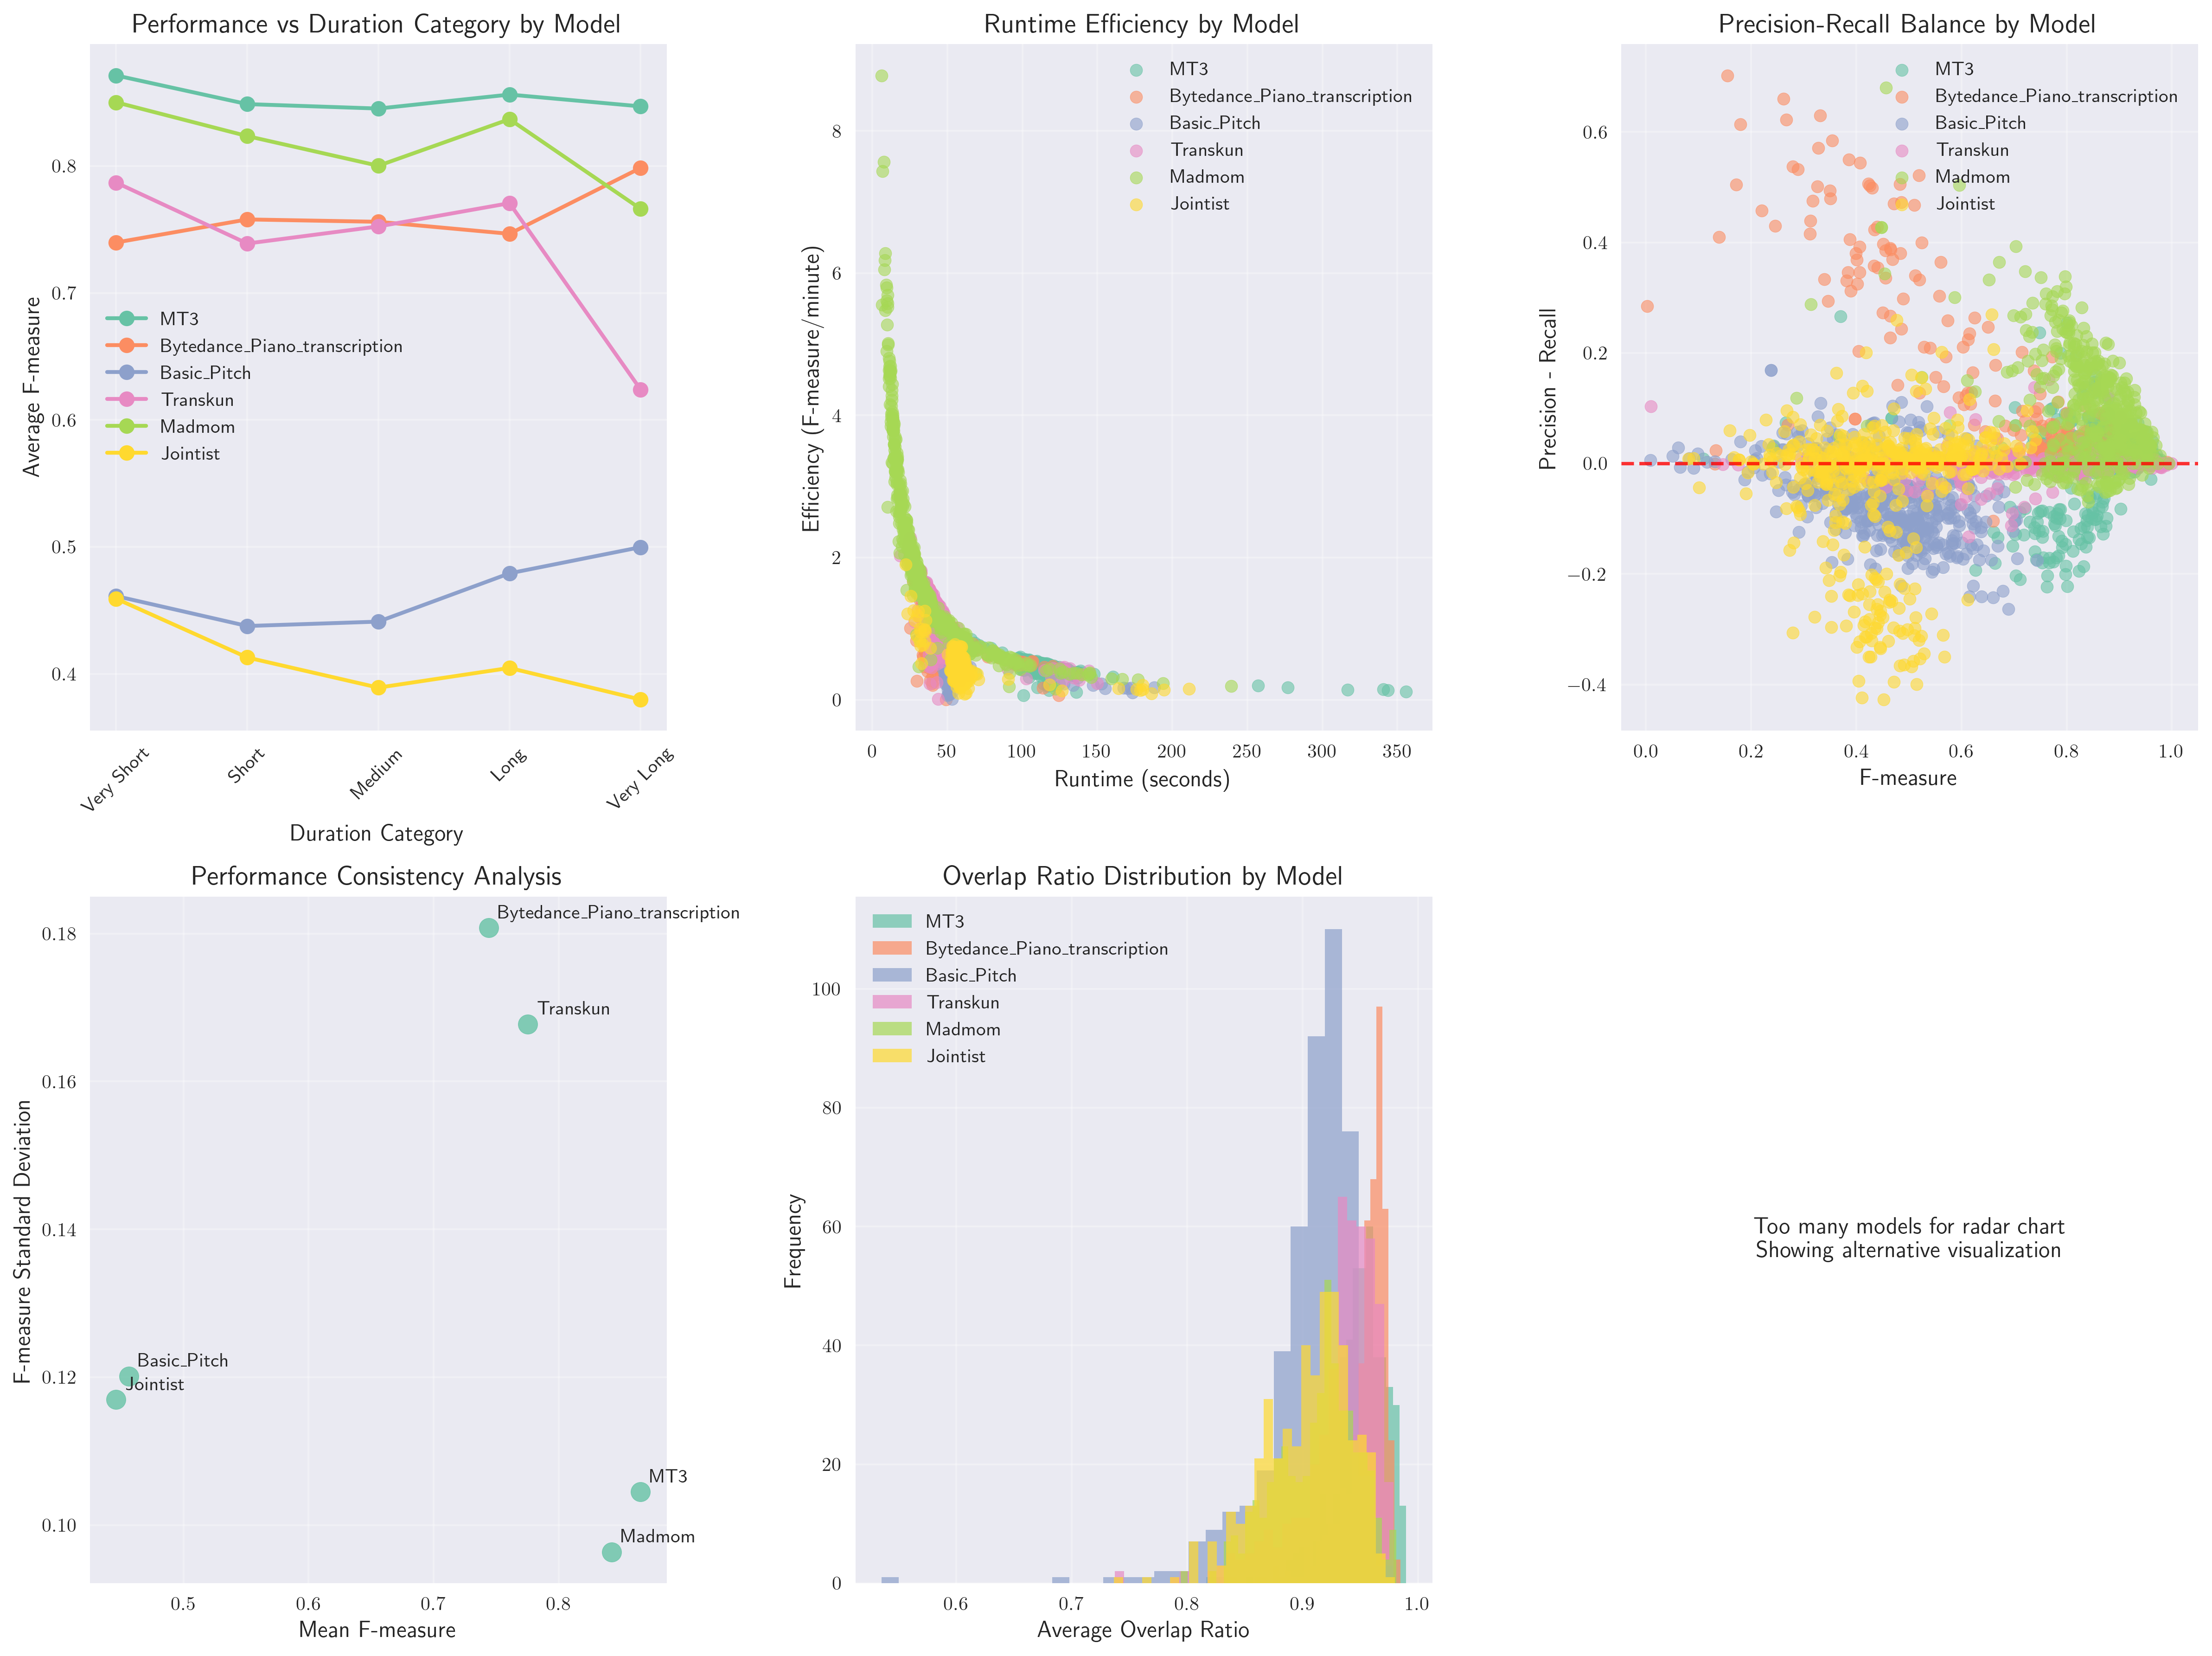 Performance vs Duration Category by Model
Average F-measure
0.8
0.7
0.6
0.5
0.4
MT3
Bytedance_Piano_transcription
Basic_Pitch
Transkun
Madmom
Jointist
Very Short
Short
Medium
Long
Very Long
Duration Category
Runtime Efficiency by Model
Efficiency (F-measure/minute)
8
6
4
2
0
MT3
Bytedance_Piano_transcription
Basic_Pitch
Transkun
Madmom
Jointist
0
50
100
150
200
250
300
350
Runtime (seconds)
Precision-Recall Balance by Model
Precision - Recall
0.6
0.4
0.2
0.0
−0.2
−0.4
MT3
Bytedance_Piano_transcription
Basic_Pitch
Transkun
Madmom
Jointist
0.0
0.2
0.4
0.6
0.8
1.0
F-measure
Performance Consistency Analysis
F-measure Standard Deviation
0.18
0.16
0.14
0.12
0.10
Bytedance_Piano_transcription
Transkun
Basic_Pitch
Jointist
MT3
Madmom
0.5
0.6
0.7
0.8
Mean F-measure
Overlap Ratio Distribution by Model
Frequency
100
80
60
40
20
0
MT3
Bytedance_Piano_transcription
Basic_Pitch
Transkun
Madmom
Jointist
0.6
0.7
0.8
0.9
1.0
Average Overlap Ratio
Too many models for radar chart
Showing alternative visualization